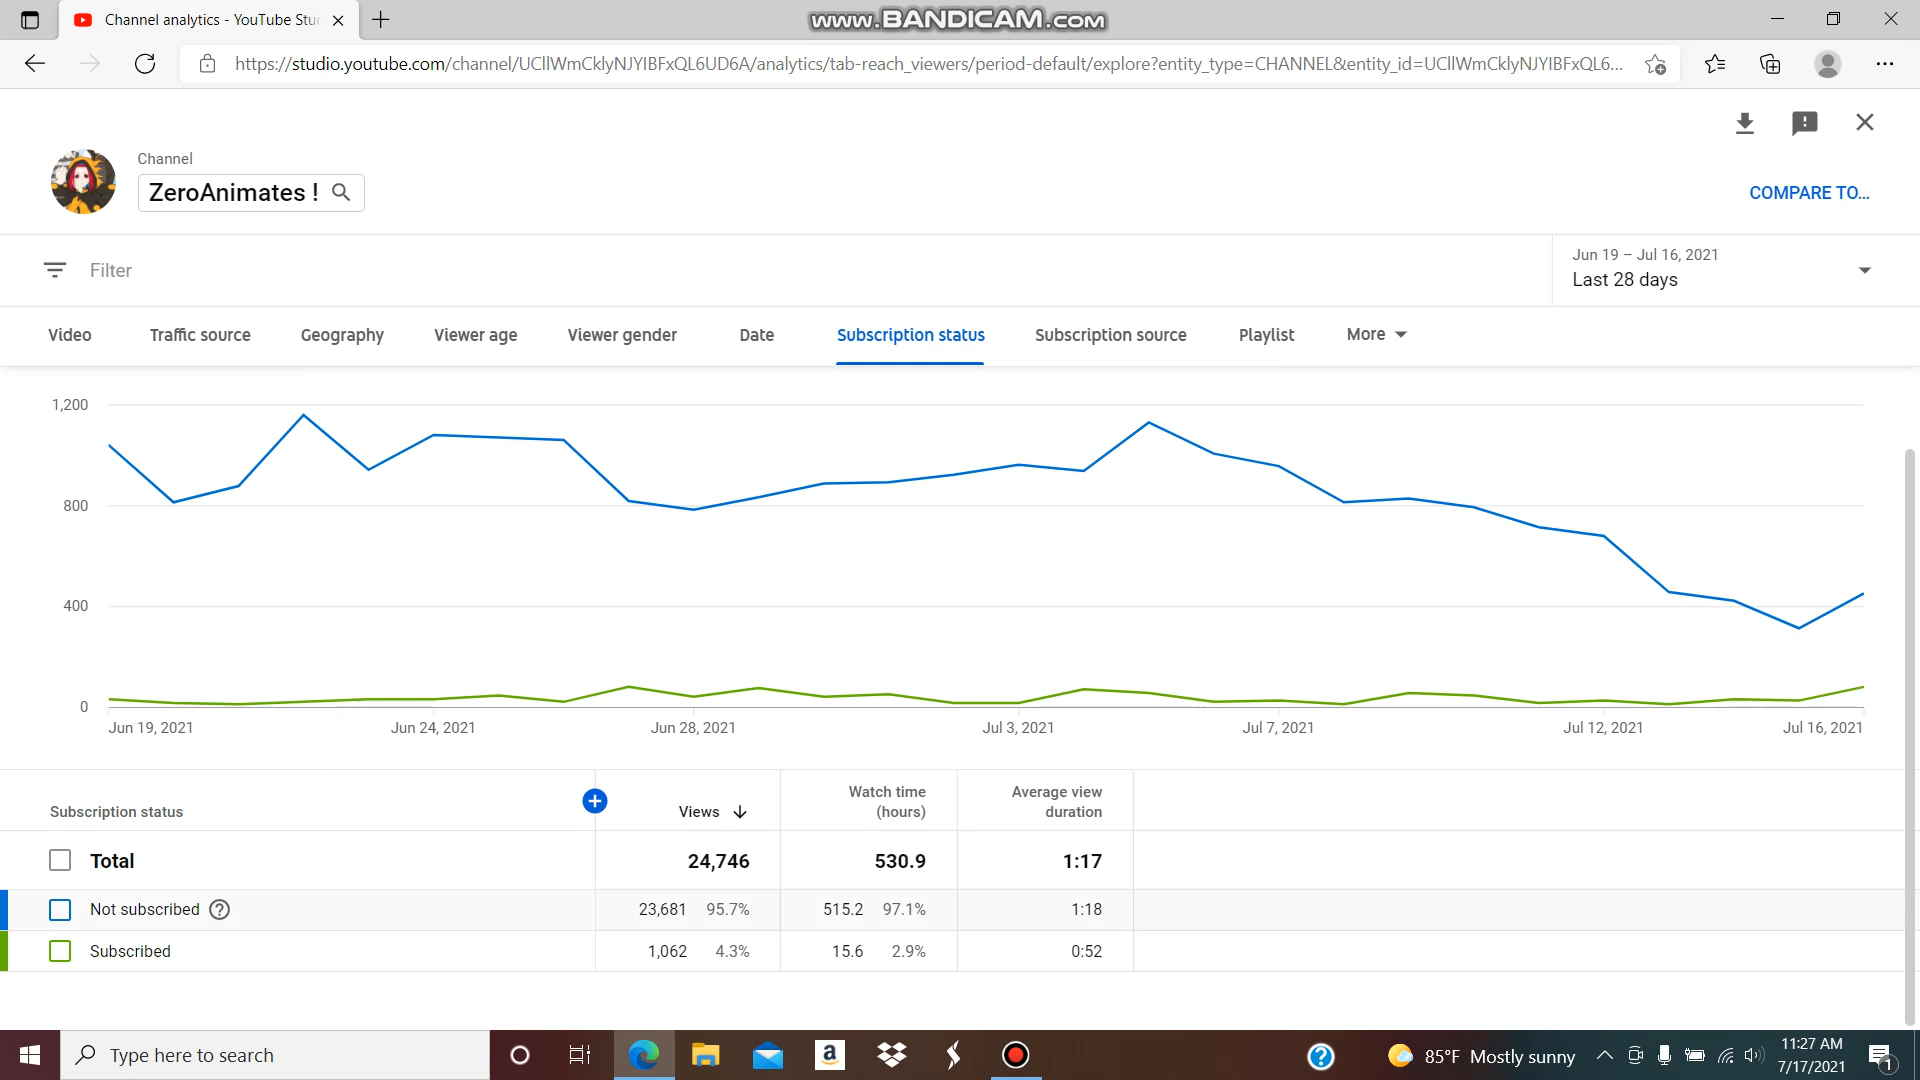 Channel analytics - YouTube Stu
www.BANDICAM.com
https://studio.youtube.com/channel/UCllWmCklyNJYIBFxQL6UD6A/analytics/tab-reach_viewers/period-default/explore?entity_type=CHANNEL&entity_id=UCllWmCklyNJYIBFxQL6...
Channel
ZeroAnimates !
COMPARE TO...
Filter
Jun 19 – Jul 16, 2021
Last 28 days
Video Traffic source Geography Viewer age Viewer gender Date Subscription status Subscription source Playlist More
1,200
800
400
0
Jun 19, 2021 Jun 24, 2021 Jun 28, 2021 Jul 3, 2021 Jul 7, 2021 Jul 12, 2021 Jul 16, 2021
Subscription status Views Watch time (hours) Average view duration
Total 24,746 530.9 1:17
Not subscribed 23,681 95.7% 515.2 97.1% 1:18
Subscribed 1,062 4.3% 15.6 2.9% 0:52
Type here to search
85°F Mostly sunny
11:27 AM
7/17/2021
1